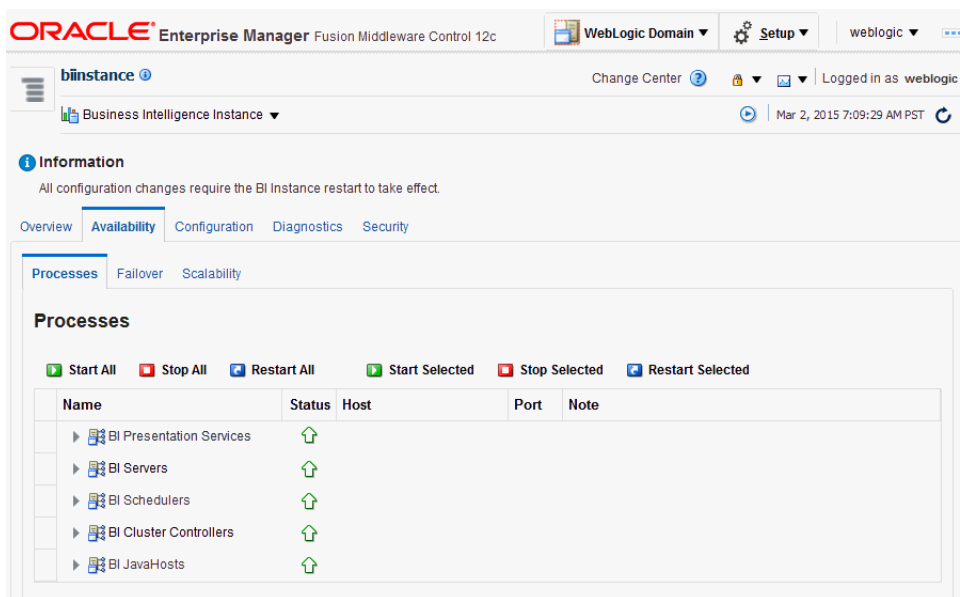 ORACLE Enterprise Manager Fusion Middleware Control 12c WebLogic Domain Setup weblogic
biinstance Change Center Logged in as weblogic
Business Intelligence Instance Mar 2, 2015 7:09:29 AM PST
Information
All configuration changes require the BI Instance restart to take effect.
Overview Availability Configuration Diagnostics Security
Processes Failover Scalability
Processes
Start All Stop All Restart All Start Selected Stop Selected Restart Selected
Name Status Host Port Note
BI Presentation Services
BI Servers
BI Schedulers
BI Cluster Controllers
BI JavaHosts